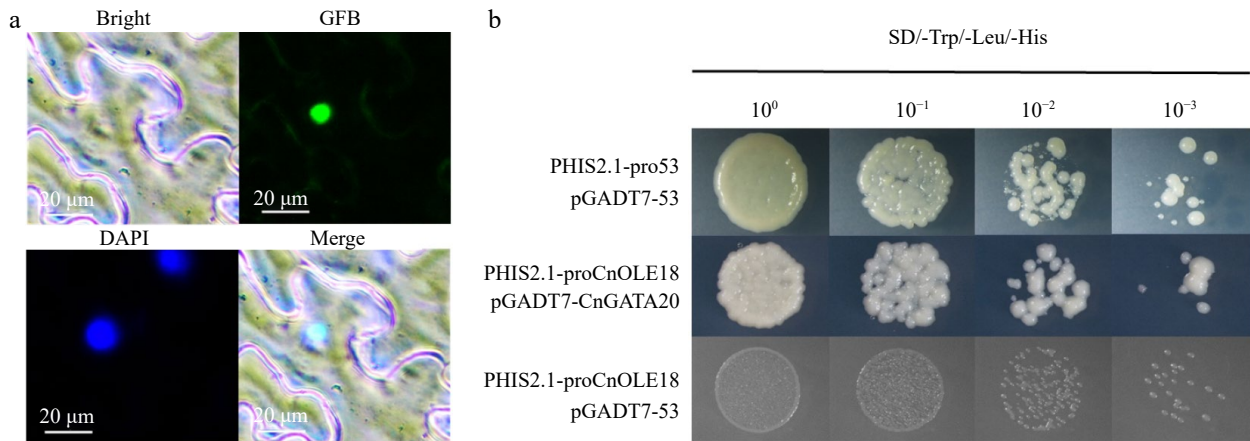 a
Bright GFB
20 μm 20 μm
DAPI Merge
20 μm 20 μm
b
SD/-Trp/-Leu/-His
10⁰ 10⁻¹ 10⁻² 10⁻³
PHIS2.1-pro53
pGADT7-53
PHIS2.1-proCnOLE18
pGADT7-CnGATA20
PHIS2.1-proCnOLE18
pGADT7-53